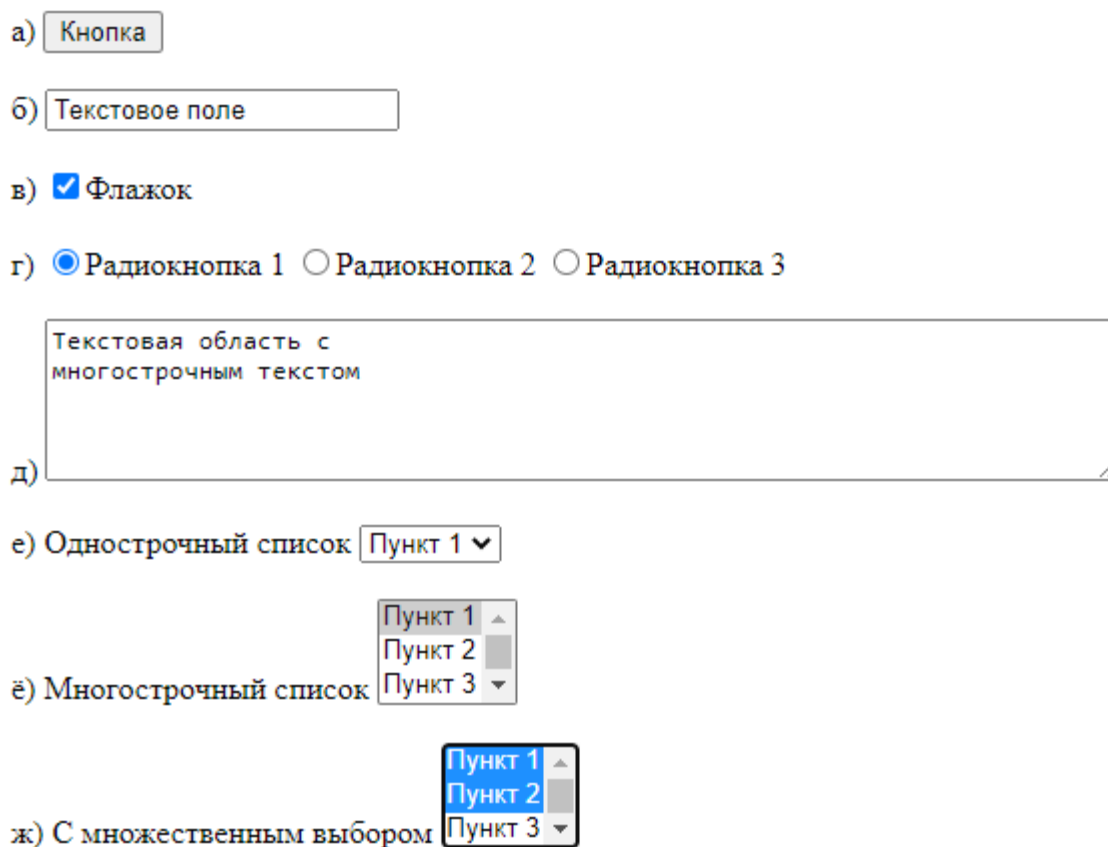 а) Кнопка
б) Текстовое поле
в) Флажок
г) Радиокнопка 1 Радиокнопка 2 Радиокнопка 3
Текстовая область с
многострочным текстом
д)
е) Однострочный список Пункт 1
Пункт 1
Пункт 2
ё) Многострочный список Пункт 3
Пункт 1
Пункт 2
ж) С множественным выбором Пункт 3